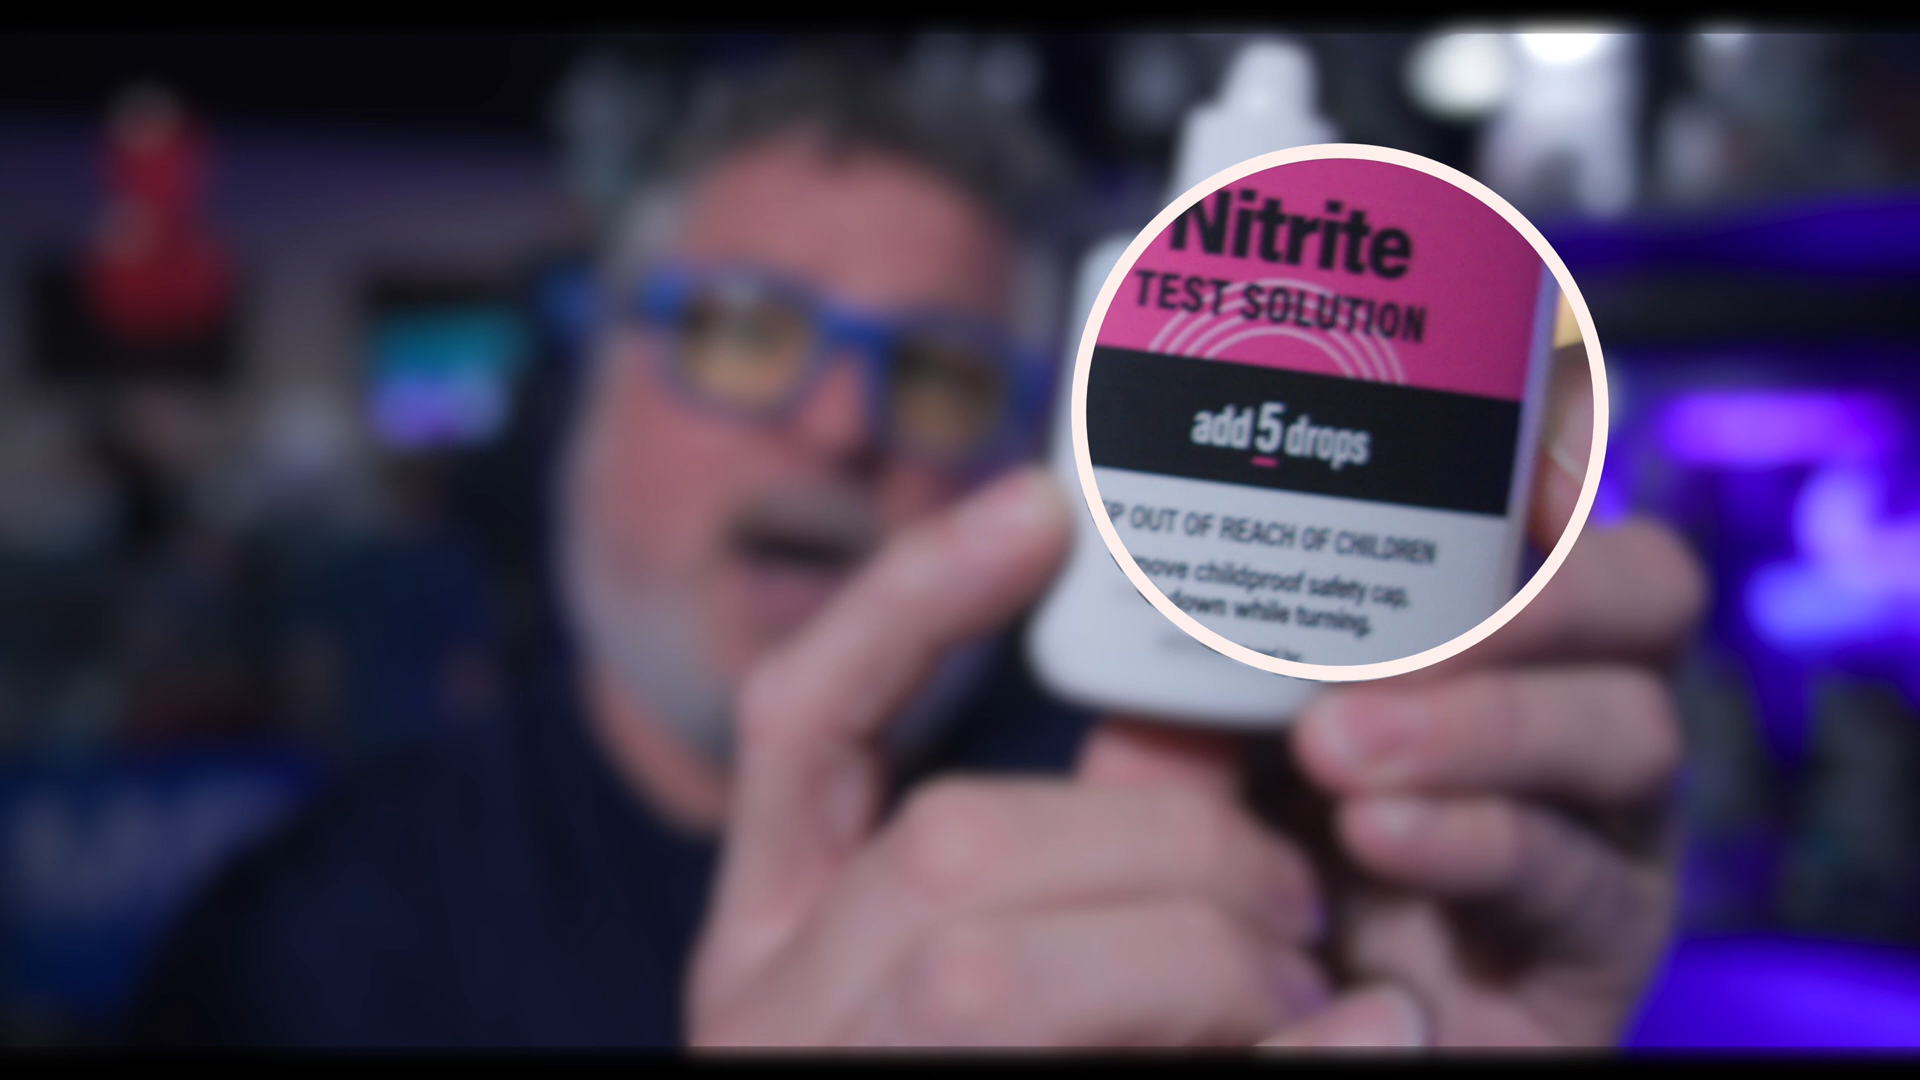 Nitrite
TEST SOLUTION
add 5 drops
OUT OF REACH OF CHILDREN
childproof safety cap.
down while turning.